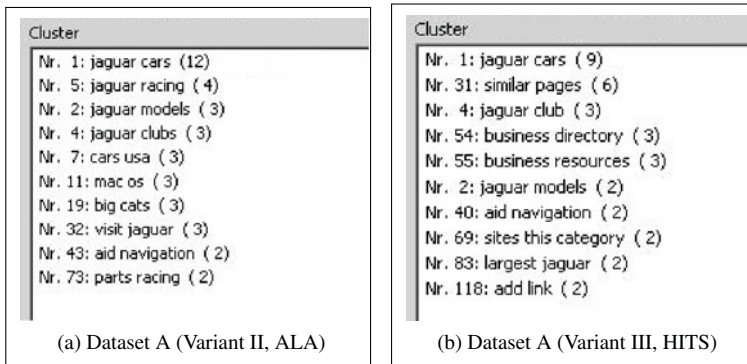 Cluster
Nr. 1: jaguar cars (12)
Nr. 5: jaguar racing ( 4)
Nr. 2: jaguar models ( 3)
Nr. 4: jaguar clubs ( 3)
Nr. 7: cars usa ( 3)
Nr. 11: mac os ( 3)
Nr. 19: big cats ( 3)
Nr. 32: visit jaguar ( 3)
Nr. 43: aid navigation ( 2)
Nr. 73: parts racing ( 2)
(a) Dataset A (Variant II, ALA)
Cluster
Nr. 1: jaguar cars ( 9)
Nr. 31: similar pages ( 6)
Nr. 4: jaguar club ( 3)
Nr. 54: business directory ( 3)
Nr. 55: business resources ( 3)
Nr. 2: jaguar models ( 2)
Nr. 40: aid navigation ( 2)
Nr. 69: sites this category ( 2)
Nr. 83: largest jaguar ( 2)
Nr. 118: add link ( 2)
(b) Dataset A (Variant III, HITS)